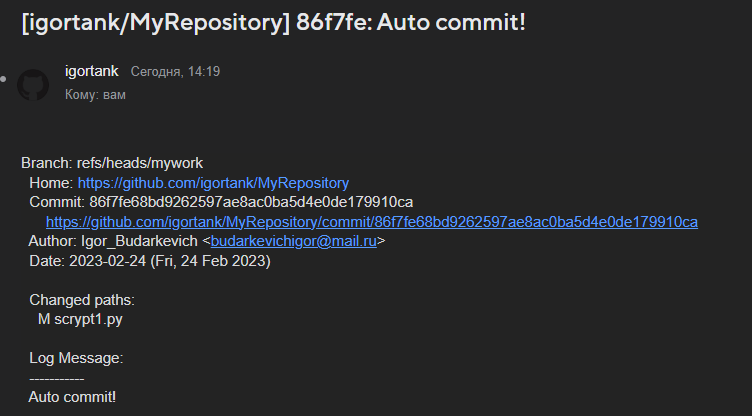 [igortank/MyRepository] 86f7fe: Auto commit!
igortank Сегодня, 14:19
Кому: вам
Branch: refs/heads/mywork
Home: https://github.com/igortank/MyRepository
Commit: 86f7fe68bd9262597ae8ac0ba5d4e0de179910ca
https://github.com/igortank/MyRepository/commit/86f7fe68bd9262597ae8ac0ba5d4e0de179910ca
Author: Igor_Budarkevich <budarkevichigor@mail.ru>
Date: 2023-02-24 (Fri, 24 Feb 2023)
Changed paths:
M scrypt1.py
Log Message:
-----------
Auto commit!